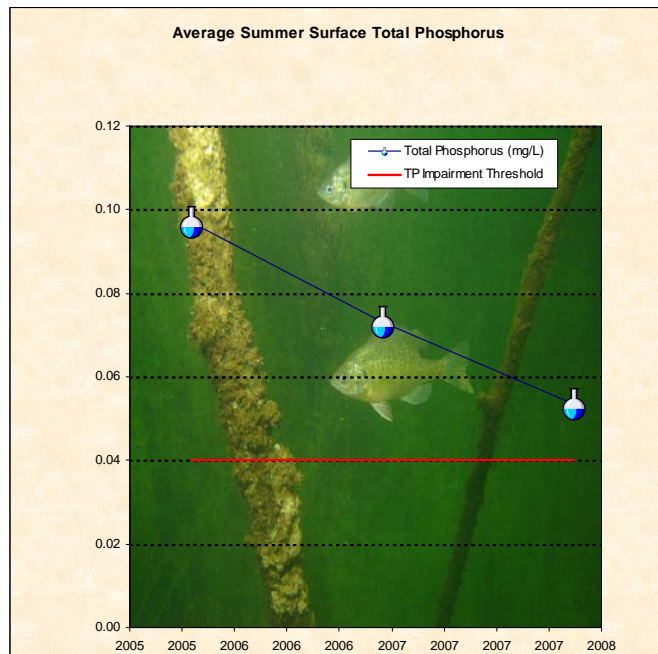 Average Summer Surface Total Phosphorus
0.12
Total Phosphorus (mg/L)
TP Impairment Threshold
0.10
0.08
0.06
0.04
0.02
0.00
2005 2005 2006 2006 2006 2007 2007 2007 2007 2008